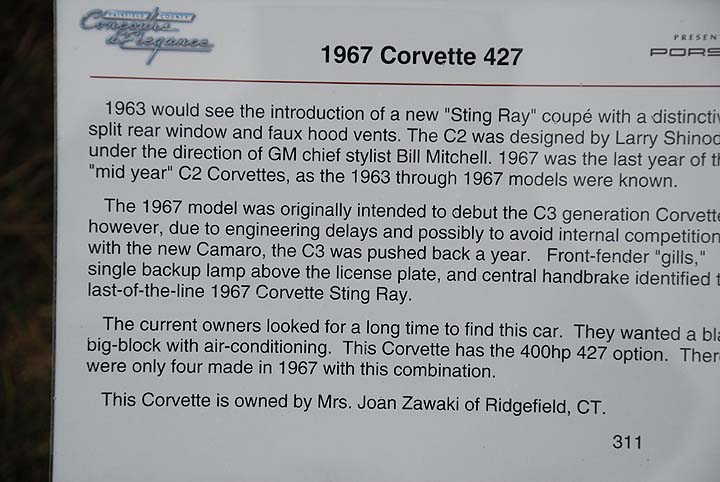 FAIRFIELD COUNTY
Concours
d'Elegance
PRESEN
PORS
1967 Corvette 427
1963 would see the introduction of a new "Sting Ray" coupé with a distinctiv
split rear window and faux hood vents. The C2 was designed by Larry Shinod
under the direction of GM chief stylist Bill Mitchell. 1967 was the last year of th
"mid year" C2 Corvettes, as the 1963 through 1967 models were known.
The 1967 model was originally intended to debut the C3 generation Corvette
however, due to engineering delays and possibly to avoid internal competition
with the new Camaro, the C3 was pushed back a year. Front-fender "gills,"
single backup lamp above the license plate, and central handbrake identified t
last-of-the-line 1967 Corvette Sting Ray.
The current owners looked for a long time to find this car. They wanted a bla
big-block with air-conditioning. This Corvette has the 400hp 427 option. Ther
were only four made in 1967 with this combination.
This Corvette is owned by Mrs. Joan Zawaki of Ridgefield, CT.
311